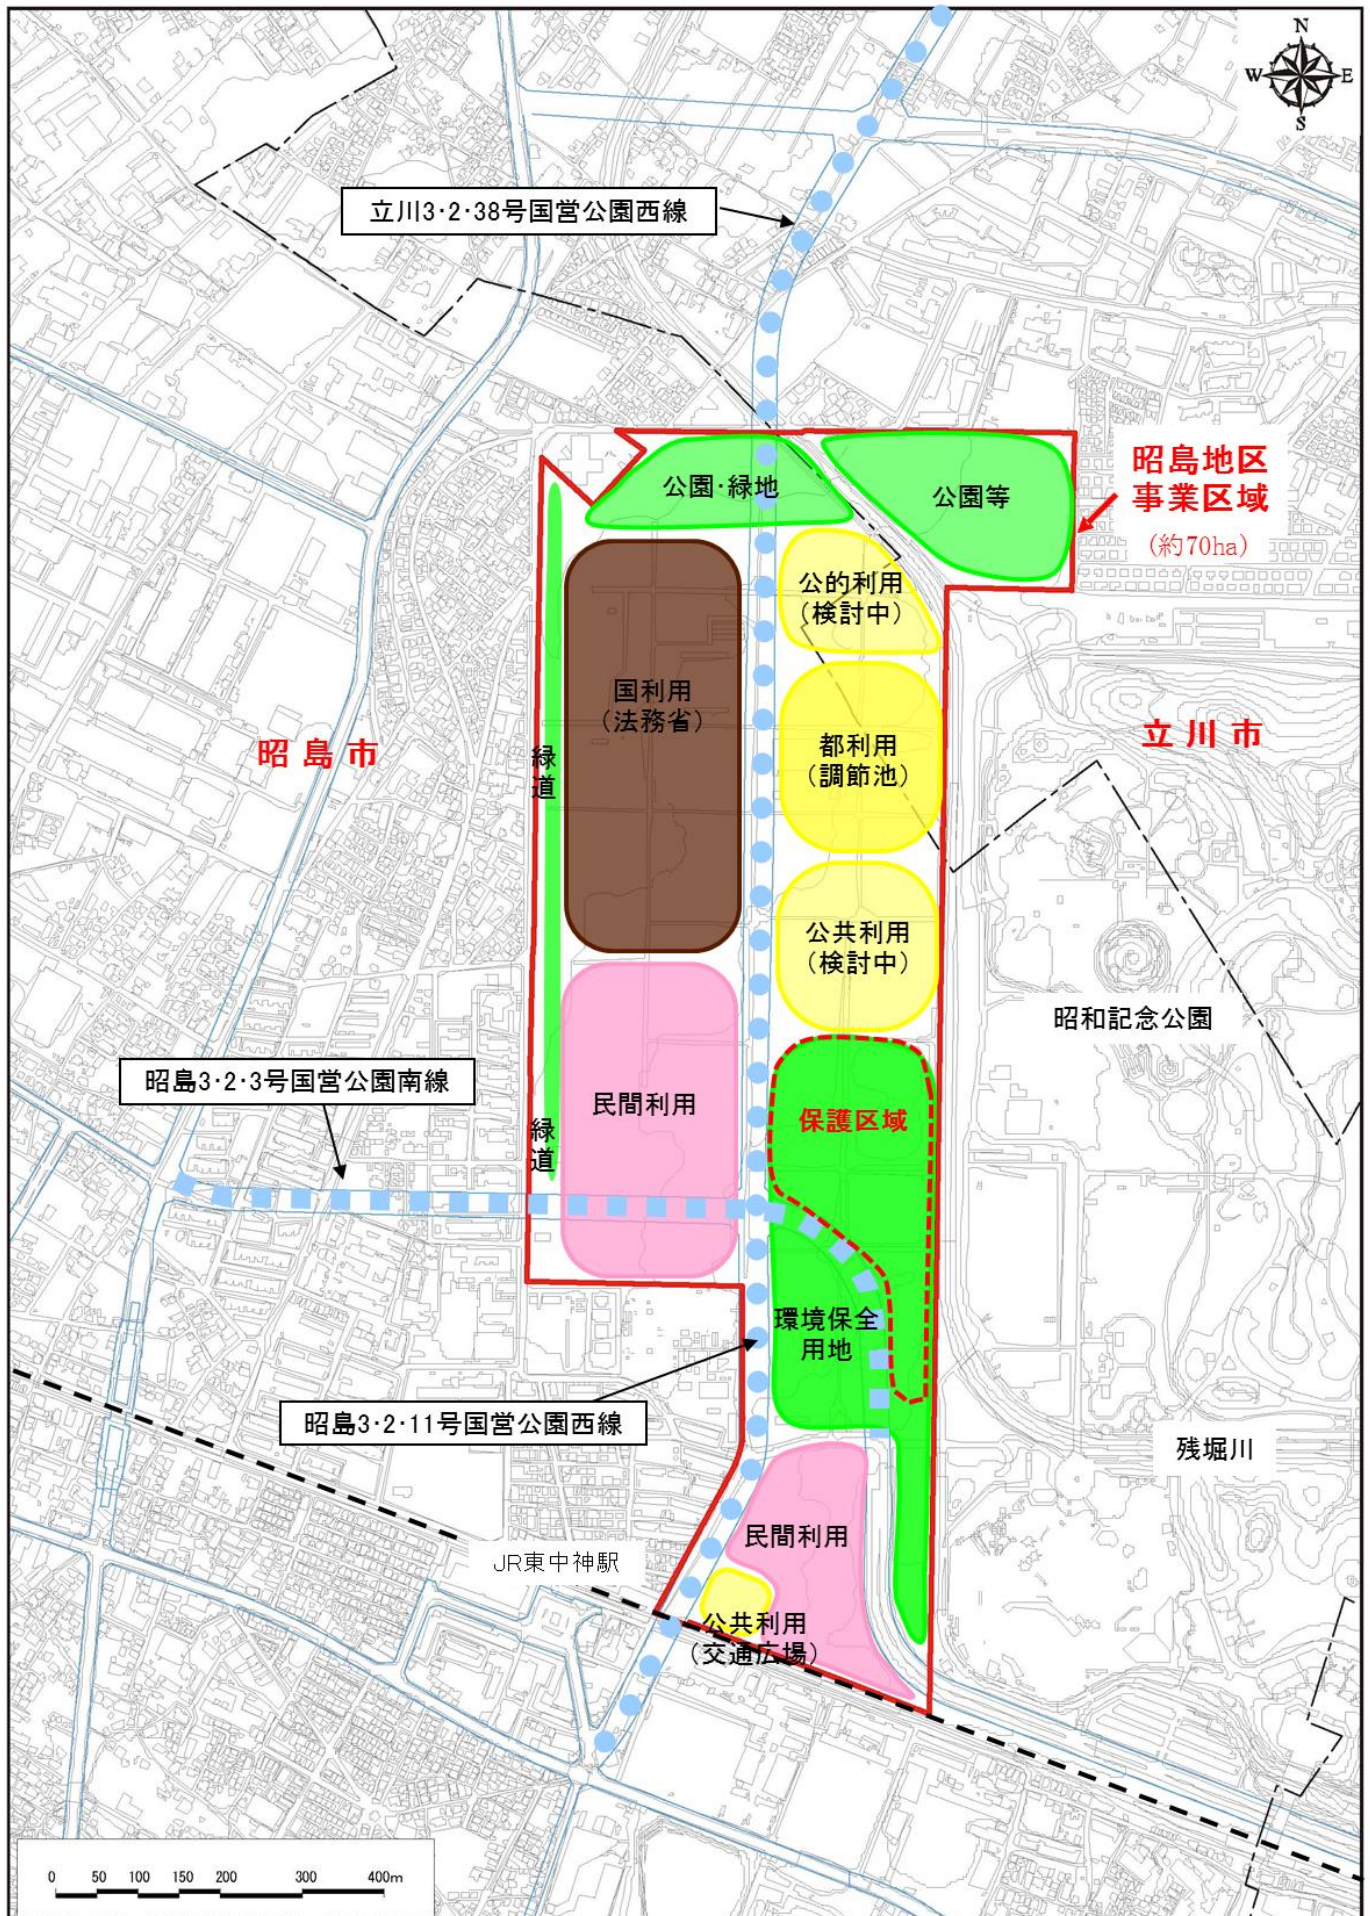 N
W
E
S
立川3・2・38号国営公園西線
昭島地区
事業区域
(約70ha)
公園・緑地
公園等
公的利用
(検討中)
国利用
(法務省)
都利用
(調節池)
昭島市
立川市
緑
道
公共利用
(検討中)
昭和記念公園
昭島3・2・3号国営公園南線
民間利用
保護区域
緑
道
環境保全
用地
昭島3・2・11号国営公園西線
残堀川
民間利用
JR東中神駅
公共利用
(交通広場)
0 50 100 150 200 300 400m